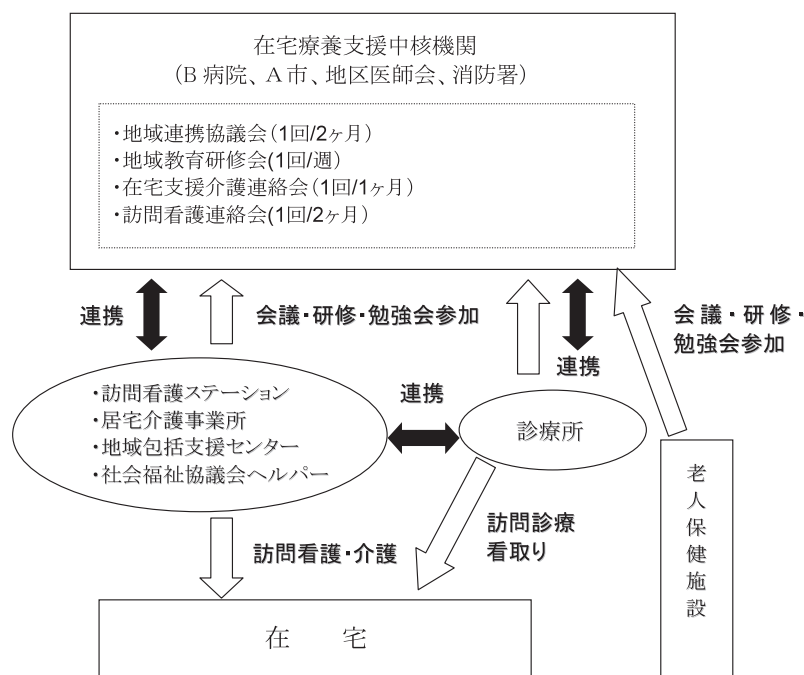 在宅療養支援中核機関
(B 病院、A市、地区医師会、消防署)
・地域連携協議会(1回/2ヶ月)
・地域教育研修会(1回/週)
・在宅支援介護連絡会(1回/1ヶ月)
・訪問看護連絡会(1回/2ヶ月)
連携
会議・研修・勉強会参加
連携
会議・研修・
勉強会参加
・訪問看護ステーション
・居宅介護事業所
・地域包括支援センター
・社会福祉協議会ヘルパー
連携
診療所
老人保健施設
訪問看護・介護
訪問診療
看取り
在　宅